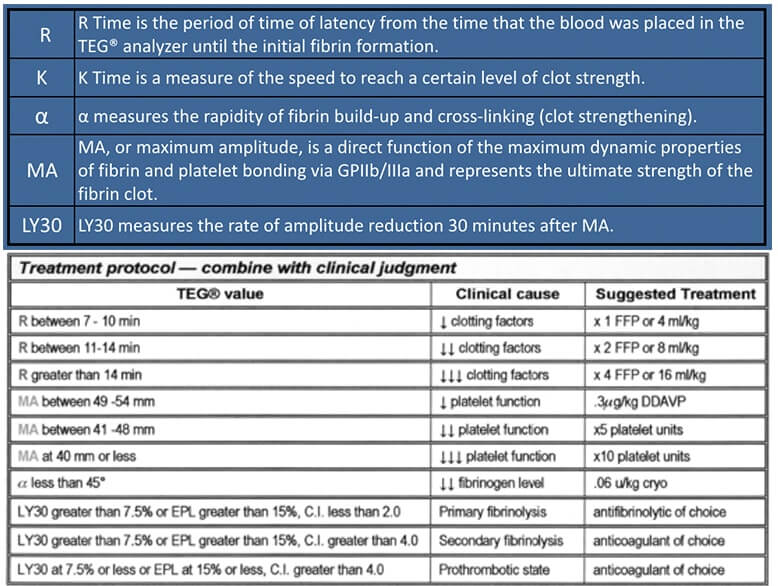 R
R Time is the period of time of latency from the time that the blood was placed in the
TEG® analyzer until the initial fibrin formation.
K
K Time is a measure of the speed to reach a certain level of clot strength.
α
α measures the rapidity of fibrin build-up and cross-linking (clot strengthening).
MA
MA, or maximum amplitude, is a direct function of the maximum dynamic properties
of fibrin and platelet bonding via GPIIb/IIIa and represents the ultimate strength of the
fibrin clot.
LY30
LY30 measures the rate of amplitude reduction 30 minutes after MA.
Treatment protocol — combine with clinical judgment
TEG® value Clinical cause Suggested Treatment
R between 7 - 10 min ↓ clotting factors x 1 FFP or 4 ml/kg
R between 11-14 min ↓↓ clotting factors x 2 FFP or 8 ml/kg
R greater than 14 min ↓↓↓ clotting factors x 4 FFP or 16 ml/kg
MA between 49 -54 mm ↓ platelet function .3µg/kg DDAVP
MA between 41 -48 mm ↓↓ platelet function x5 platelet units
MA at 40 mm or less ↓↓↓ platelet function x10 platelet units
α less than 45° ↓↓ fibrinogen level .06 u/kg cryo
LY30 greater than 7.5% or EPL greater than 15%, C.I. less than 2.0 Primary fibrinolysis antifibrinolytic of choice
LY30 greater than 7.5% or EPL greater than 15%, C.I. greater than 4.0 Secondary fibrinolysis anticoagulant of choice
LY30 at 7.5% or less or EPL at 15% or less, C.I. greater than 4.0 Prothrombotic state anticoagulant of choice